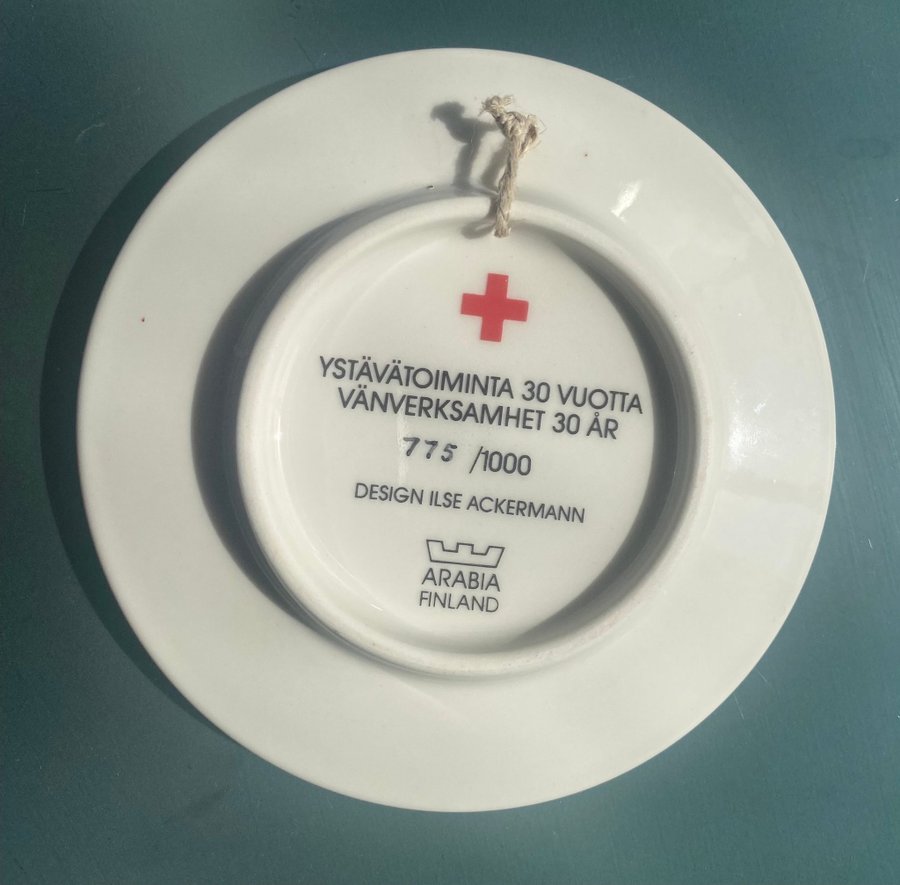 YSTÄVÄTOIMINTA 30 VUOTTA
VÄNVERKSAMHET 30 ÅR
775 /1000
DESIGN ILSE ACKERMANN
ARABIA
FINLAND